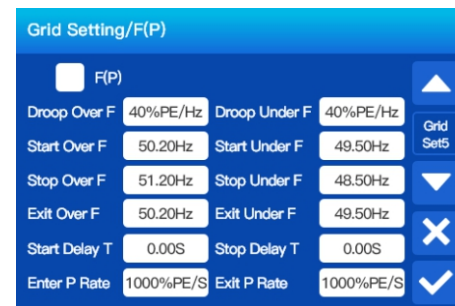 Grid Setting/F(P)
F(P)
Droop Over F 40%PE/Hz Droop Under F 40%PE/Hz
Start Over F 50.20Hz Start Under F 49.50Hz
Stop Over F 51.20Hz Stop Under F 48.50Hz
Exit Over F 50.20Hz Exit Under F 49.50Hz
Start Delay T 0.00S Stop Delay T 0.00S
Enter P Rate 1000%PE/S Exit P Rate 1000%PE/S
Grid
Set5